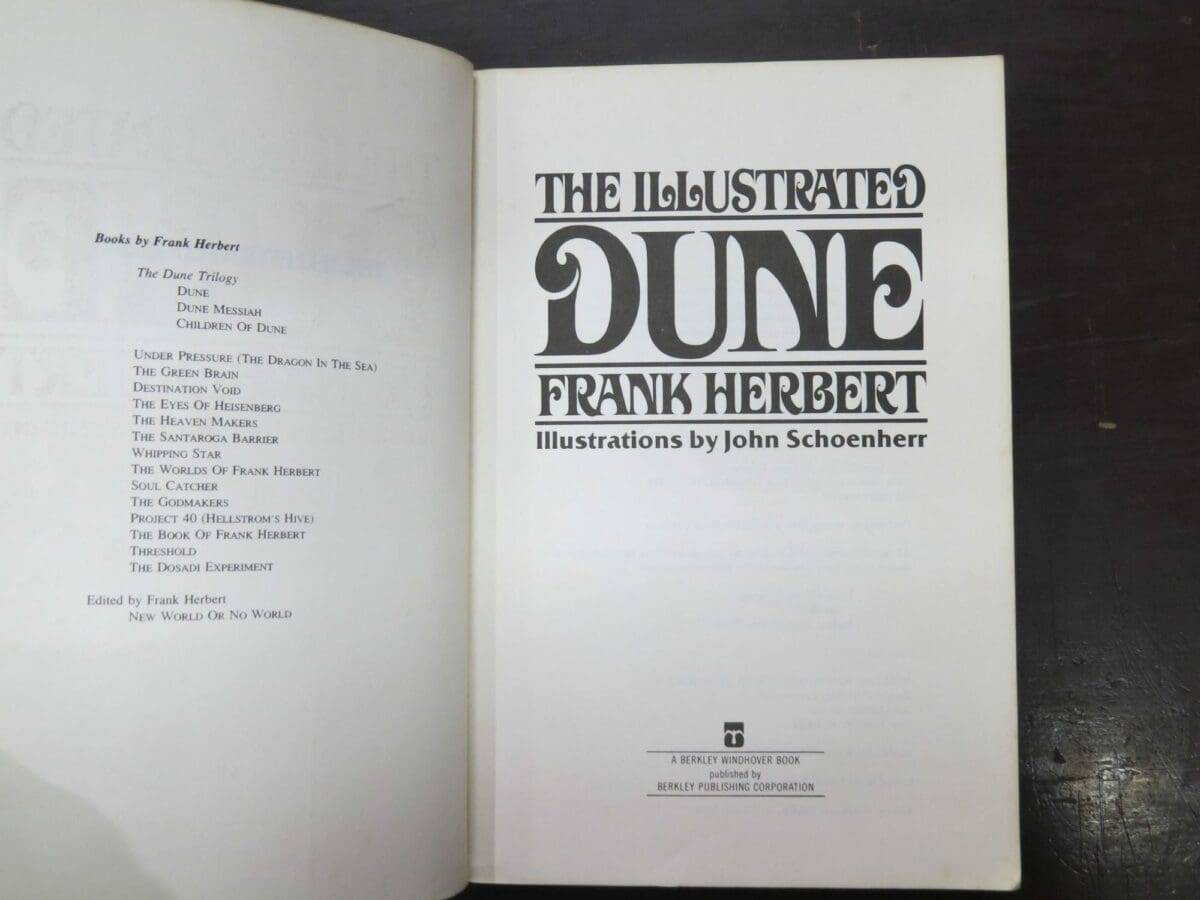 Books by Frank Herbert
The Dune Trilogy
DUNE
DUNE MESSIAH
CHILDREN OF DUNE
UNDER PRESSURE (THE DRAGON IN THE SEA)
THE GREEN BRAIN
DESTINATION VOID
THE EYES OF HEISENBERG
THE HEAVEN MAKERS
THE SANTAROGA BARRIER
WHIPPING STAR
THE WORLDS OF FRANK HERBERT
SOUL CATCHER
THE GODMAKERS
PROJECT 40 (HELLSTROM'S HIVE)
THE BOOK OF FRANK HERBERT
THRESHOLD
THE DOSADI EXPERIMENT
Edited by Frank Herbert
NEW WORLD OR NO WORLD
THE ILLUSTRATED
DUNE
FRANK HERBERT
Illustrations by John Schoenherr
A BERKLEY WINDHOVER BOOK
published by
BERKLEY PUBLISHING CORPORATION